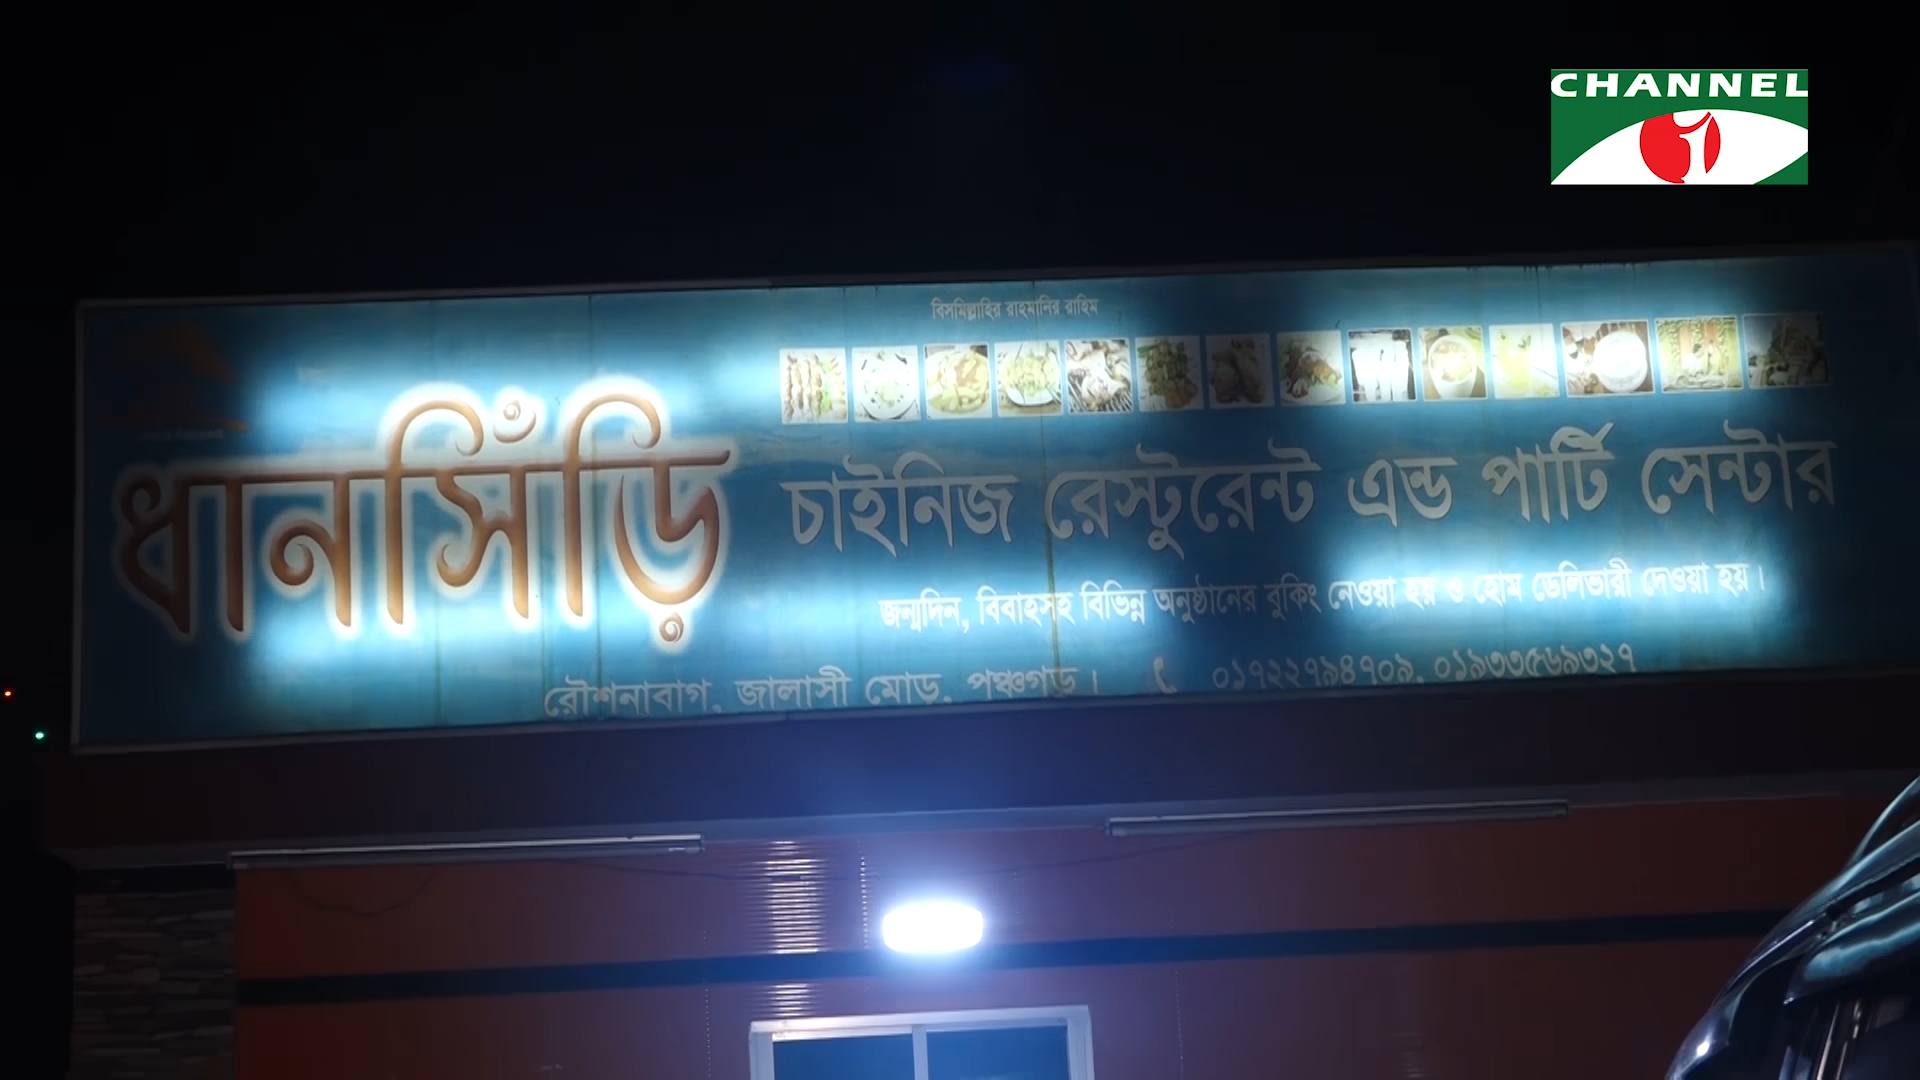 CHANNEL
i
বিসমিল্লাহির রাহমানির রাহিম
ধানসিঁড়ি
চাইনিজ রেস্টুরেন্ট এন্ড পার্টি সেন্টার
জন্মদিন, বিবাহসহ বিভিন্ন অনুষ্ঠানের বুকিং নেওয়া হয় ও হোম ডেলিভারী দেওয়া হয়।
রৌশনাবাগ, জালাসী মোড়, পঞ্চগড়। ০১৭২২৭৯৪৭০৯, ০১৯৩৩৫৬৯৩২৭